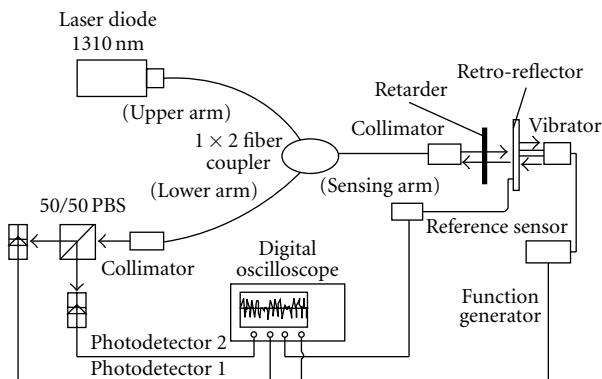 Laser diode
1310 nm
(Upper arm)
1 × 2 fiber
coupler
(Lower arm)
(Sensing arm)
Collimator
Retarder
Retro-reflector
Vibrator
50/50 PBS
Collimator
Digital
oscilloscope
Reference sensor
Function
generator
Photodetector 2
Photodetector 1